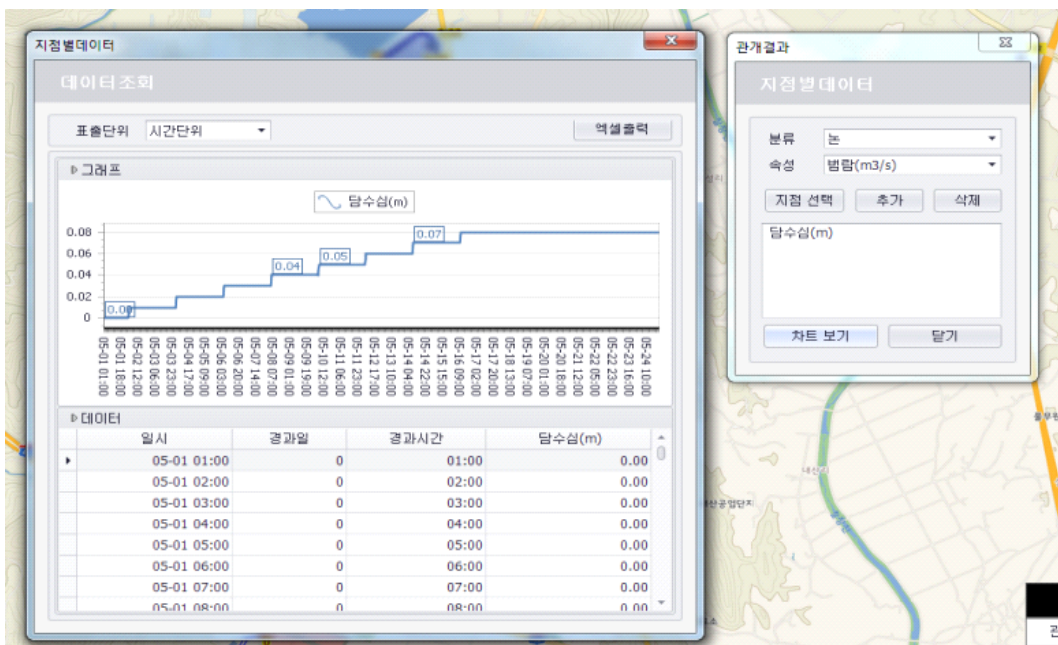 지점별데이터
데이터조회
표출단위 시간단위 엑셀출력
그래프
담수심(m)
0.08
0.06
0.04
0.02
0
0.00
0.04
0.05
0.07
05-01 01:00
05-01 18:00
05-02 12:00
05-03 06:00
05-03 23:00
05-04 17:00
05-05 09:00
05-06 03:00
05-06 20:00
05-07 14:00
05-08 07:00
05-09 01:00
05-09 19:00
05-10 12:00
05-11 06:00
05-11 23:00
05-12 17:00
05-13 10:00
05-14 04:00
05-14 22:00
05-15 15:00
05-16 09:00
05-17 02:00
05-17 20:00
05-18 13:00
05-19 07:00
05-20 01:00
05-20 18:00
05-21 12:00
05-22 05:00
05-22 23:00
05-23 16:00
05-24 10:00
데이터
일시 경과일 경과시간 담수심(m)
05-01 01:00 0 01:00 0.00
05-01 02:00 0 02:00 0.00
05-01 03:00 0 03:00 0.00
05-01 04:00 0 04:00 0.00
05-01 05:00 0 05:00 0.00
05-01 06:00 0 06:00 0.00
05-01 07:00 0 07:00 0.00
05-01 08:00 0 08:00 0.00
관개결과
지점별데이터
분류 논
속성 범람(m3/s)
지점 선택 추가 삭제
담수심(m)
차트 보기 닫기
내산리
관